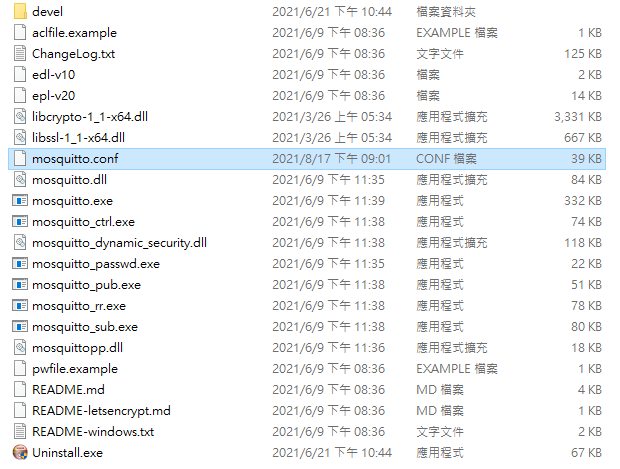 devel 2021/6/21 下午 10:44 檔案資料夾
aclfile.example 2021/6/9 下午 08:36 EXAMPLE 檔案 1 KB
ChangeLog.txt 2021/6/9 下午 08:36 文字文件 125 KB
edl-v10 2021/6/9 下午 08:36 檔案 2 KB
epl-v20 2021/6/9 下午 08:36 檔案 14 KB
libcrypto-1_1-x64.dll 2021/3/26 上午 05:34 應用程式擴充 3,331 KB
libssl-1_1-x64.dll 2021/3/26 上午 05:34 應用程式擴充 667 KB
mosquitto.conf 2021/8/17 下午 09:01 CONF 檔案 39 KB
mosquitto.dll 2021/6/9 下午 11:35 應用程式擴充 84 KB
mosquitto.exe 2021/6/9 下午 11:39 應用程式 332 KB
mosquitto_ctrl.exe 2021/6/9 下午 11:38 應用程式 74 KB
mosquitto_dynamic_security.dll 2021/6/9 下午 11:38 應用程式擴充 118 KB
mosquitto_passwd.exe 2021/6/9 下午 11:35 應用程式 22 KB
mosquitto_pub.exe 2021/6/9 下午 11:38 應用程式 51 KB
mosquitto_rr.exe 2021/6/9 下午 11:38 應用程式 78 KB
mosquitto_sub.exe 2021/6/9 下午 11:38 應用程式 80 KB
mosquittopp.dll 2021/6/9 下午 11:36 應用程式擴充 18 KB
pwfile.example 2021/6/9 下午 08:36 EXAMPLE 檔案 1 KB
README.md 2021/6/9 下午 08:36 MD 檔案 4 KB
README-letsencrypt.md 2021/6/9 下午 08:36 MD 檔案 1 KB
README-windows.txt 2021/6/9 下午 08:36 文字文件 2 KB
Uninstall.exe 2021/6/21 下午 10:44 應用程式 67 KB